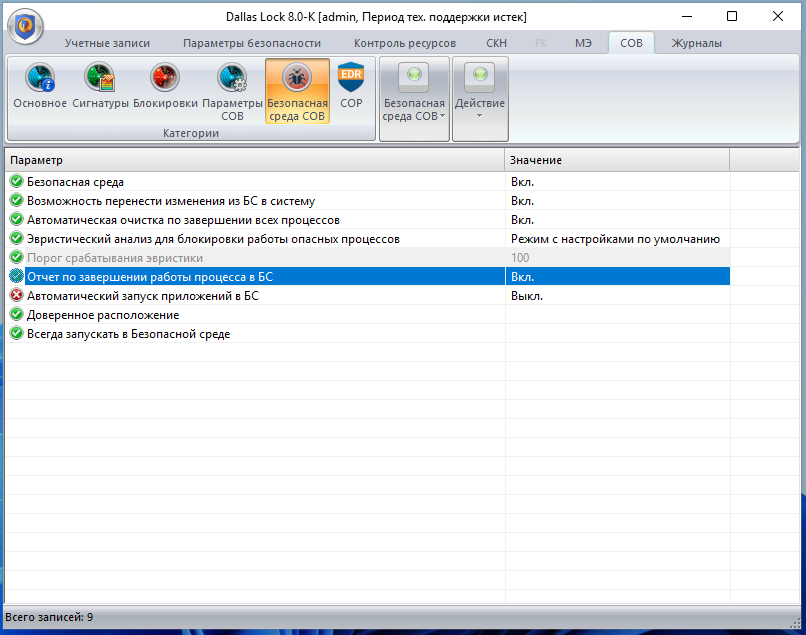 Dallas Lock 8.0-K [admin, Период тех. поддержки истек]
Учетные записи Параметры безопасности Контроль ресурсов СКН РК МЭ СОВ Журналы
Основное Сигнатуры Блокировки Параметры СОВ Безопасная среда СОВ EDR СОР Безопасная среда СОВ Действие
Категории
Параметр Значение
Безопасная среда Вкл.
Возможность перенести изменения из БС в систему Вкл.
Автоматическая очистка по завершении всех процессов Вкл.
Эвристический анализ для блокировки работы опасных процессов Режим с настройками по умолчанию
Порог срабатывания эвристики 100
Отчет по завершении работы процесса в БС Вкл.
Автоматический запуск приложений в БС Выкл.
Доверенное расположение
Всегда запускать в Безопасной среде
Всего записей: 9